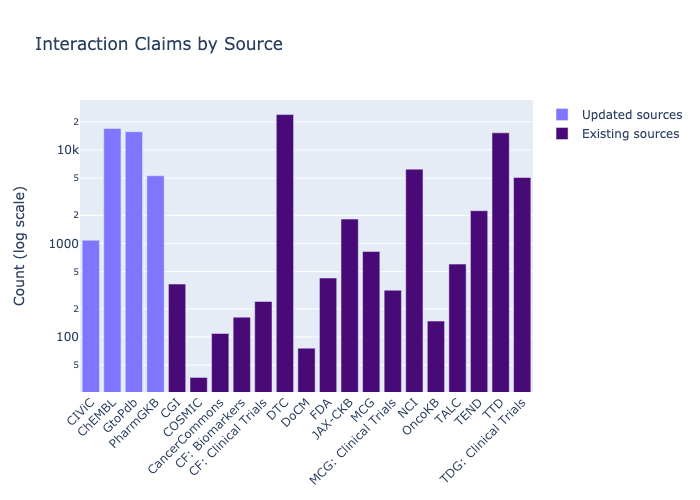 Interaction Claims by Source
Updated sources
Existing sources
Count (log scale)
2
10k
5
2
1000
5
2
100
5
CIViC
ChEMBL
GtoPdb
PharmGKB
CGI
COSMIC
CancerCommons
CF: Biomarkers
CF: Clinical Trials
DTC
DoCM
FDA
JAX-CKB
MCG
MCG: Clinical Trials
NCI
OncoKB
TALC
TEND
TTD
TDG: Clinical Trials